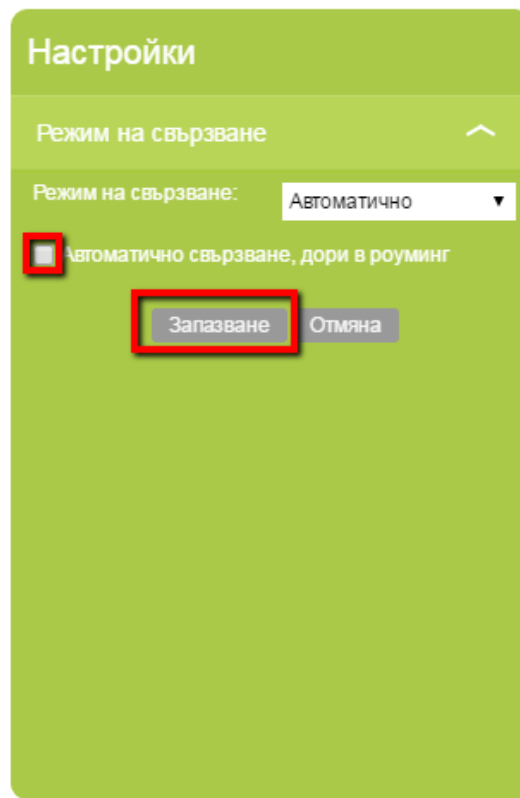 Настройки
Режим на свързване
Режим на свързване: Автоматично
Автоматично свързване, дори в роуминг
Запазване Отмяна